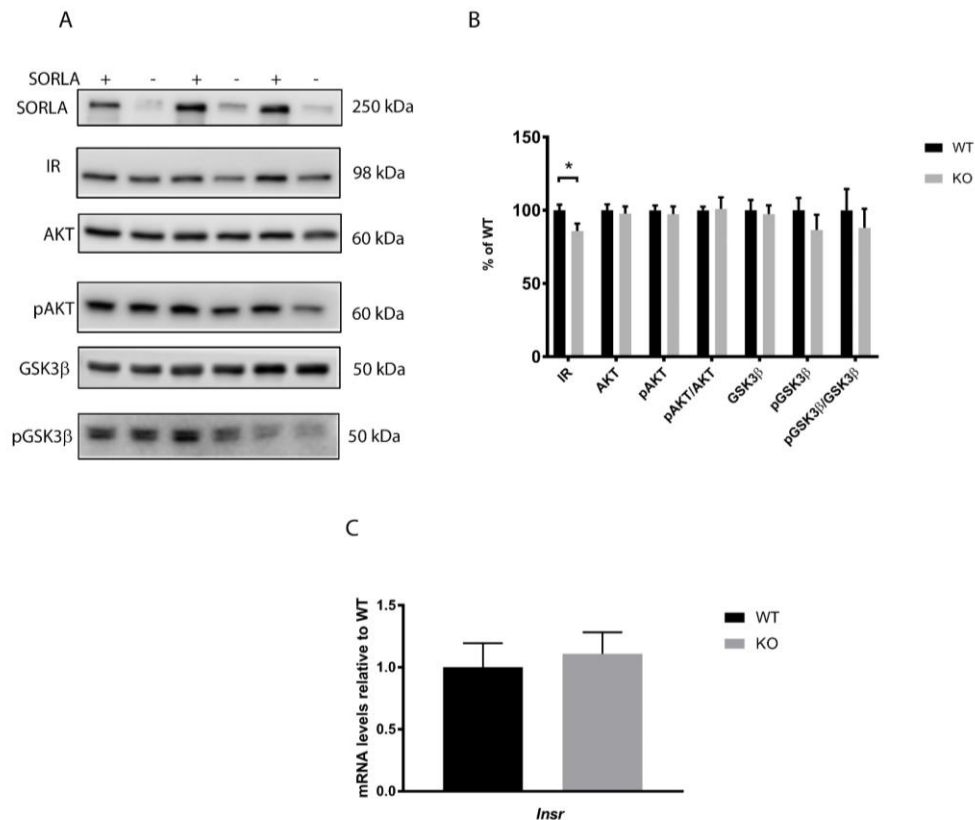 A
SORLA + - + - + -
SORLA 250 kDa
IR 98 kDa
AKT 60 kDa
pAKT 60 kDa
GSK3β 50 kDa
pGSK3β 50 kDa
B
150
100
50
0
% of WT
*
WT
KO
IR
AKT
pAKT
pAKT/AKT
GSK3β
pGSK3β
pGSK3β/GSK3β
C
mRNA levels relative to WT
1.5
1.0
0.5
0.0
Insr
WT
KO